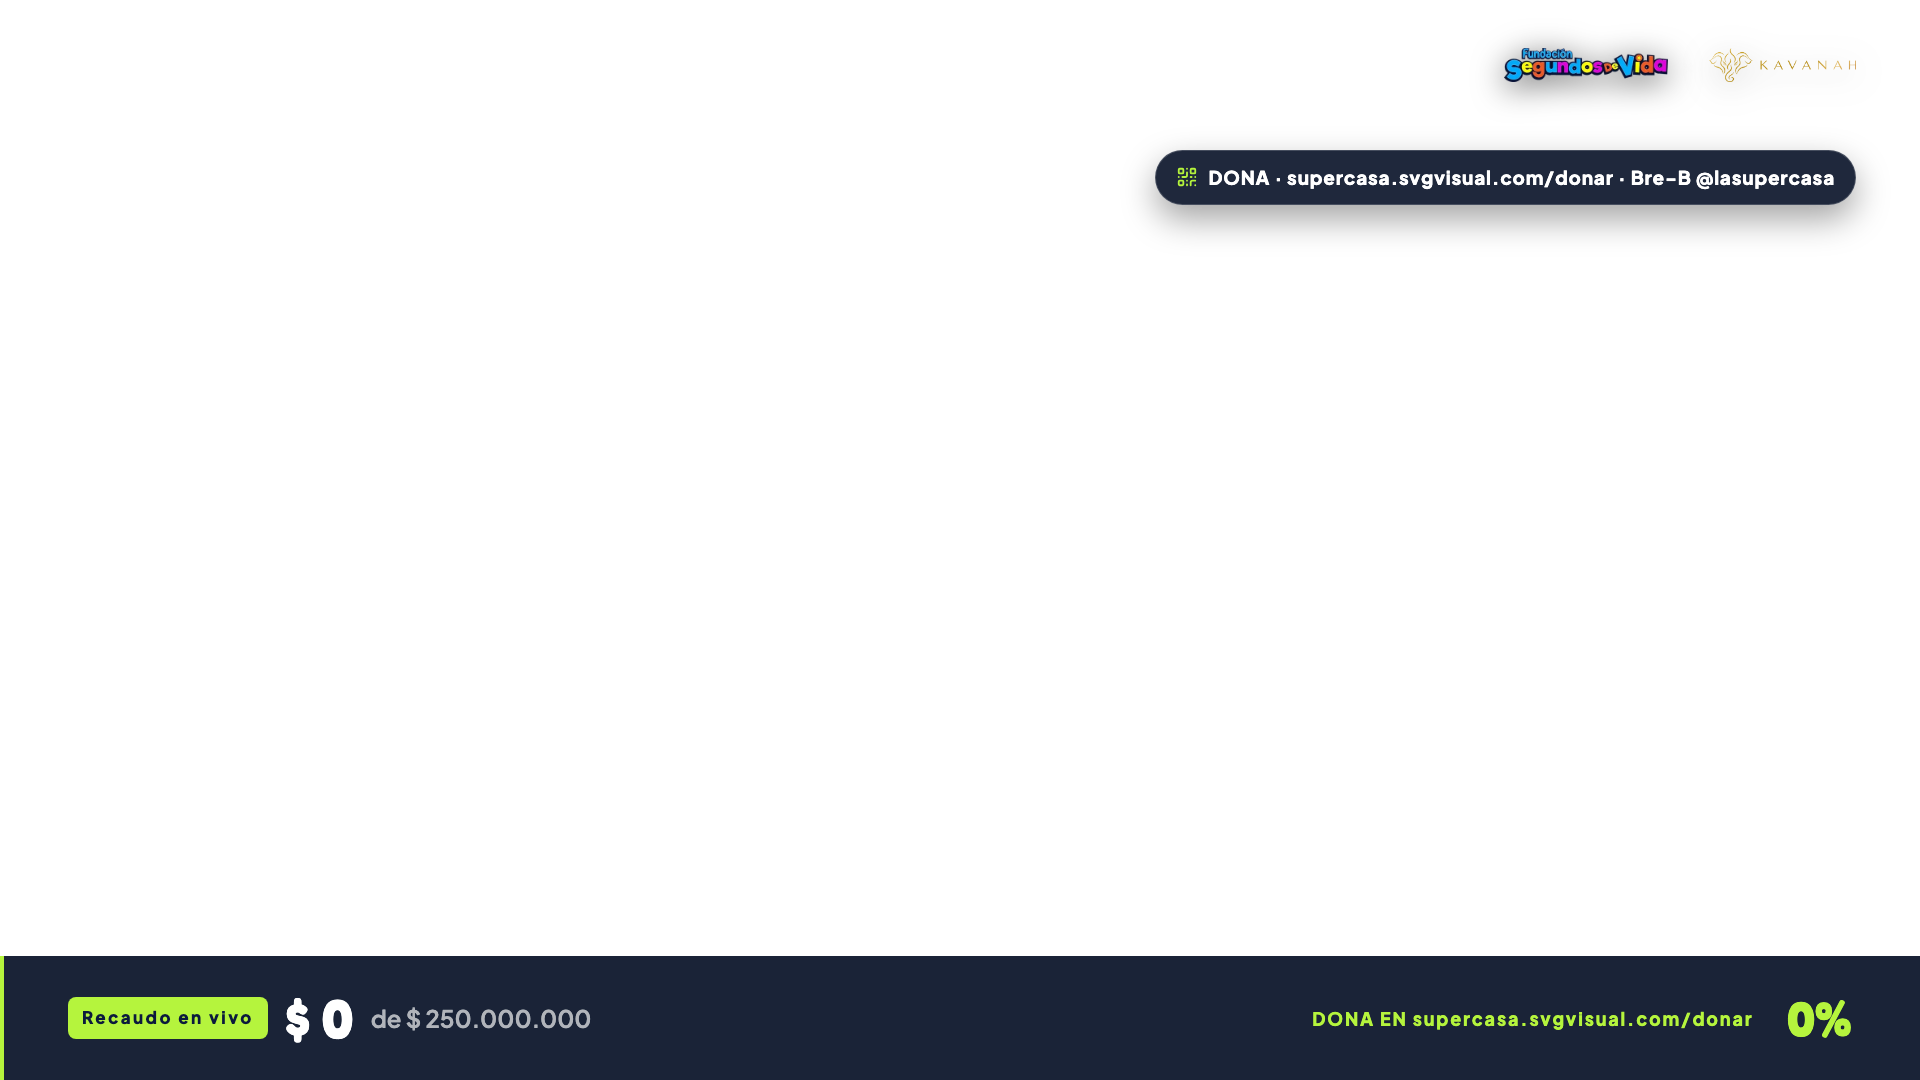 Fundación
Segundos De Vida
KAVANAH
DONA · supercasa.svgvisual.com/donar · Bre-B @lasupercasa
Recaudo en vivo $ 0 de $ 250.000.000
DONA EN supercasa.svgvisual.com/donar 0%